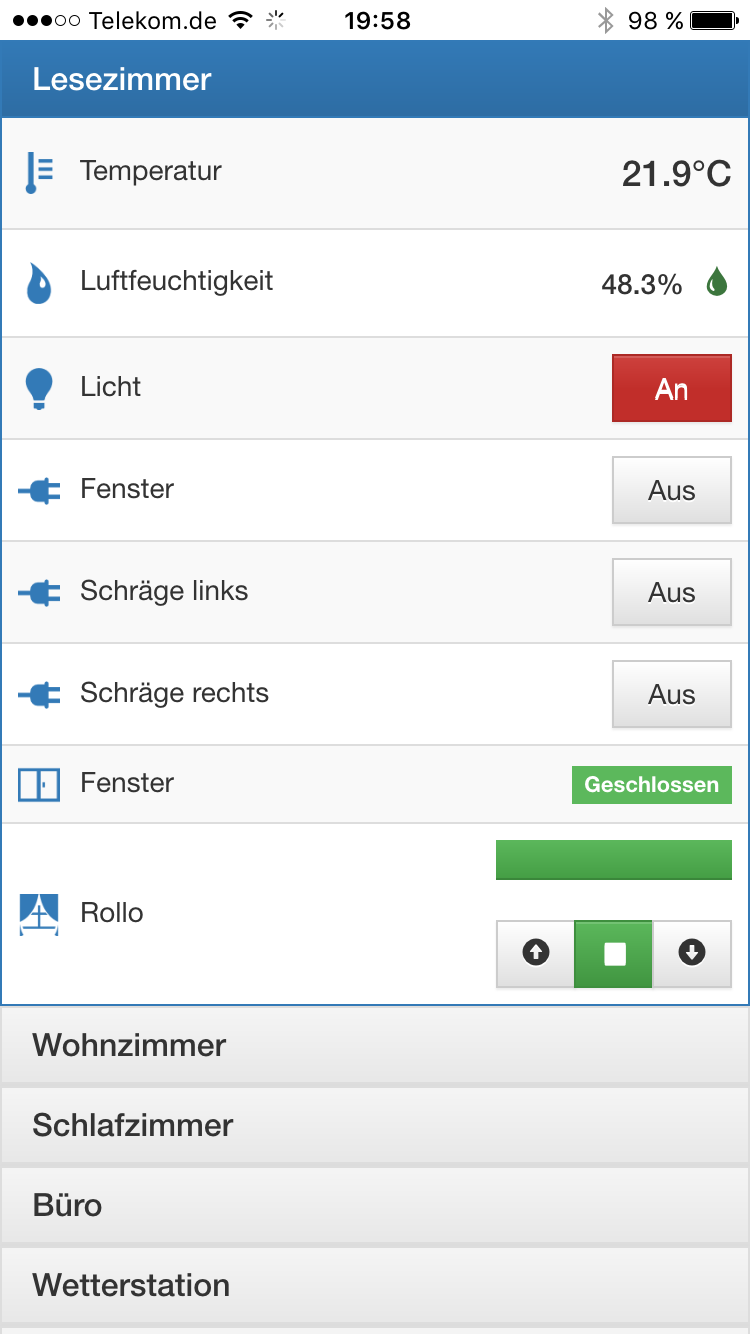 Telekom.de 19:58 98 %
Lesezimmer
Temperatur 21.9°C
Luftfeuchtigkeit 48.3%
Licht An
Fenster Aus
Schräge links Aus
Schräge rechts Aus
Fenster Geschlossen
Rollo
Wohnzimmer
Schlafzimmer
Büro
Wetterstation